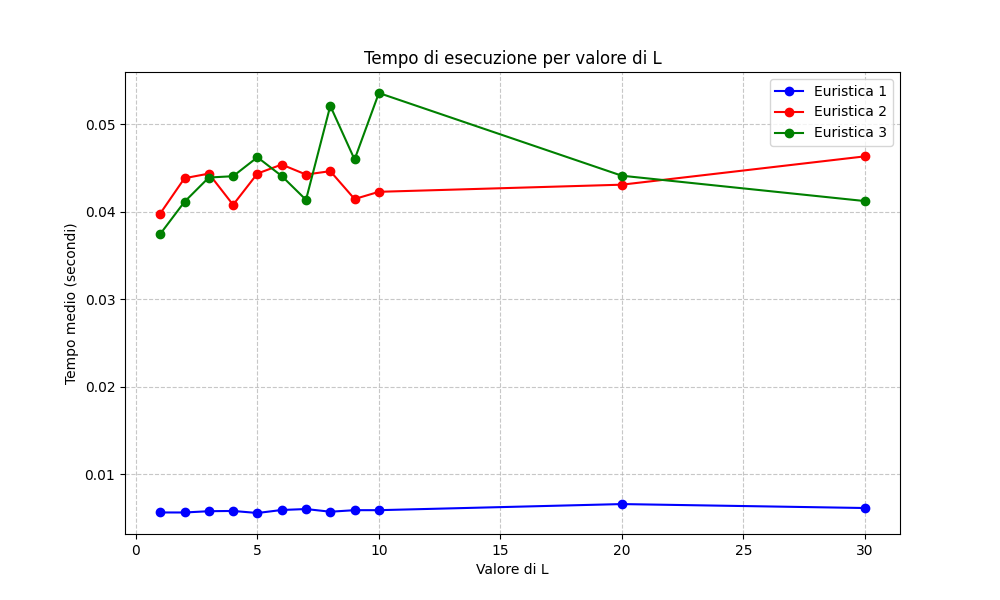 Tempo di esecuzione per valore di L
Euristica 1
Euristica 2
Euristica 3
Tempo medio (secondi)
0.05
0.04
0.03
0.02
0.01
0
5
10
15
20
25
30
Valore di L